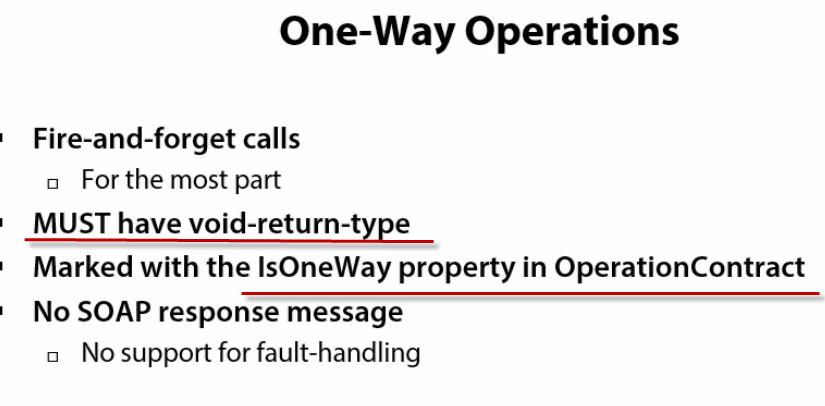 One-Way Operations
Fire-and-forget calls
For the most part
MUST have void-return-type
Marked with the IsOneWay property in OperationContract
No SOAP response message
No support for fault-handling